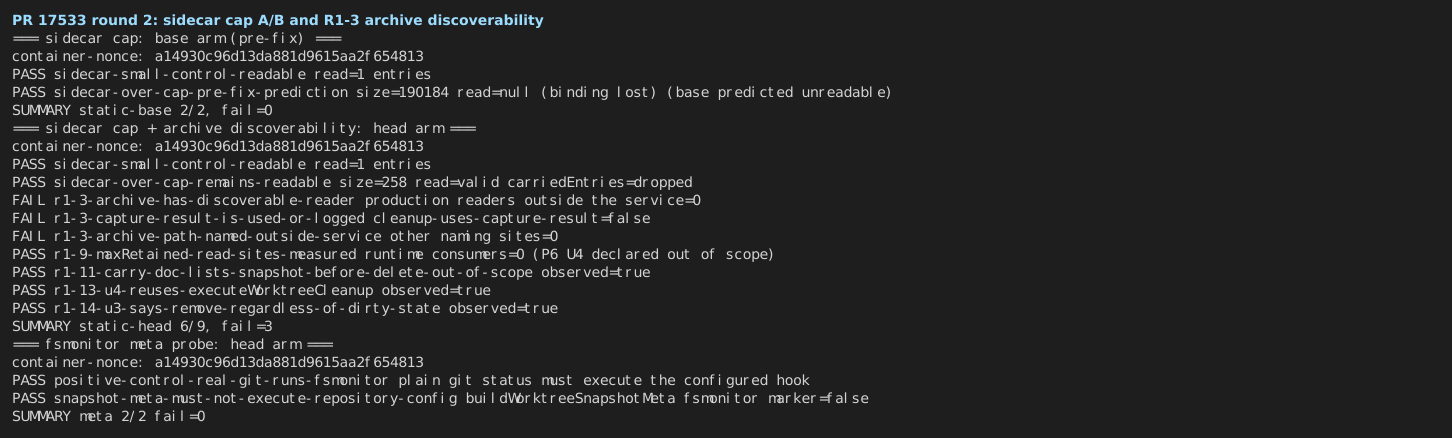 PR 17533 round 2: sidecar cap A/B and R1-3 archive discoverability
=== sidecar cap: base arm (pre-fix) ===
container-nonce: a14930c96d13da881d9615aa2f654813
PASS sidecar-small-control-readable read=1 entries
PASS sidecar-over-cap-pre-fix-prediction size=190184 read=null (binding lost) (base predicted unreadable)
SUMMARY static-base 2/2, fail=0
=== sidecar cap + archive discoverability: head arm ===
container-nonce: a14930c96d13da881d9615aa2f654813
PASS sidecar-small-control-readable read=1 entries
PASS sidecar-over-cap-remains-readable size=258 read=valid carriedEntries=dropped
FAIL r1-3-archive-has-discoverable-reader production readers outside the service=0
FAIL r1-3-capture-result-is-used-or-logged cleanup-uses-capture-result=false
FAIL r1-3-archive-path-named-outside-service other naming sites=0
PASS r1-9-maxRetained-read-sites-measured runtime consumers=0 (P6 U4 declared out of scope)
PASS r1-11-carry-doc-lists-snapshot-before-delete-out-of-scope observed=true
PASS r1-13-u4-reuses-executeWorktreeCleanup observed=true
PASS r1-14-u3-says-remove-regardless-of-dirty-state observed=true
SUMMARY static-head 6/9, fail=3
=== fsmonitor meta probe: head arm ===
container-nonce: a14930c96d13da881d9615aa2f654813
PASS positive-control-real-git-runs-fsmonitor plain git status must execute the configured hook
PASS snapshot-meta-must-not-execute-repository-config buildWorktreeSnapshotMeta fsmonitor marker=false
SUMMARY meta 2/2 fail=0